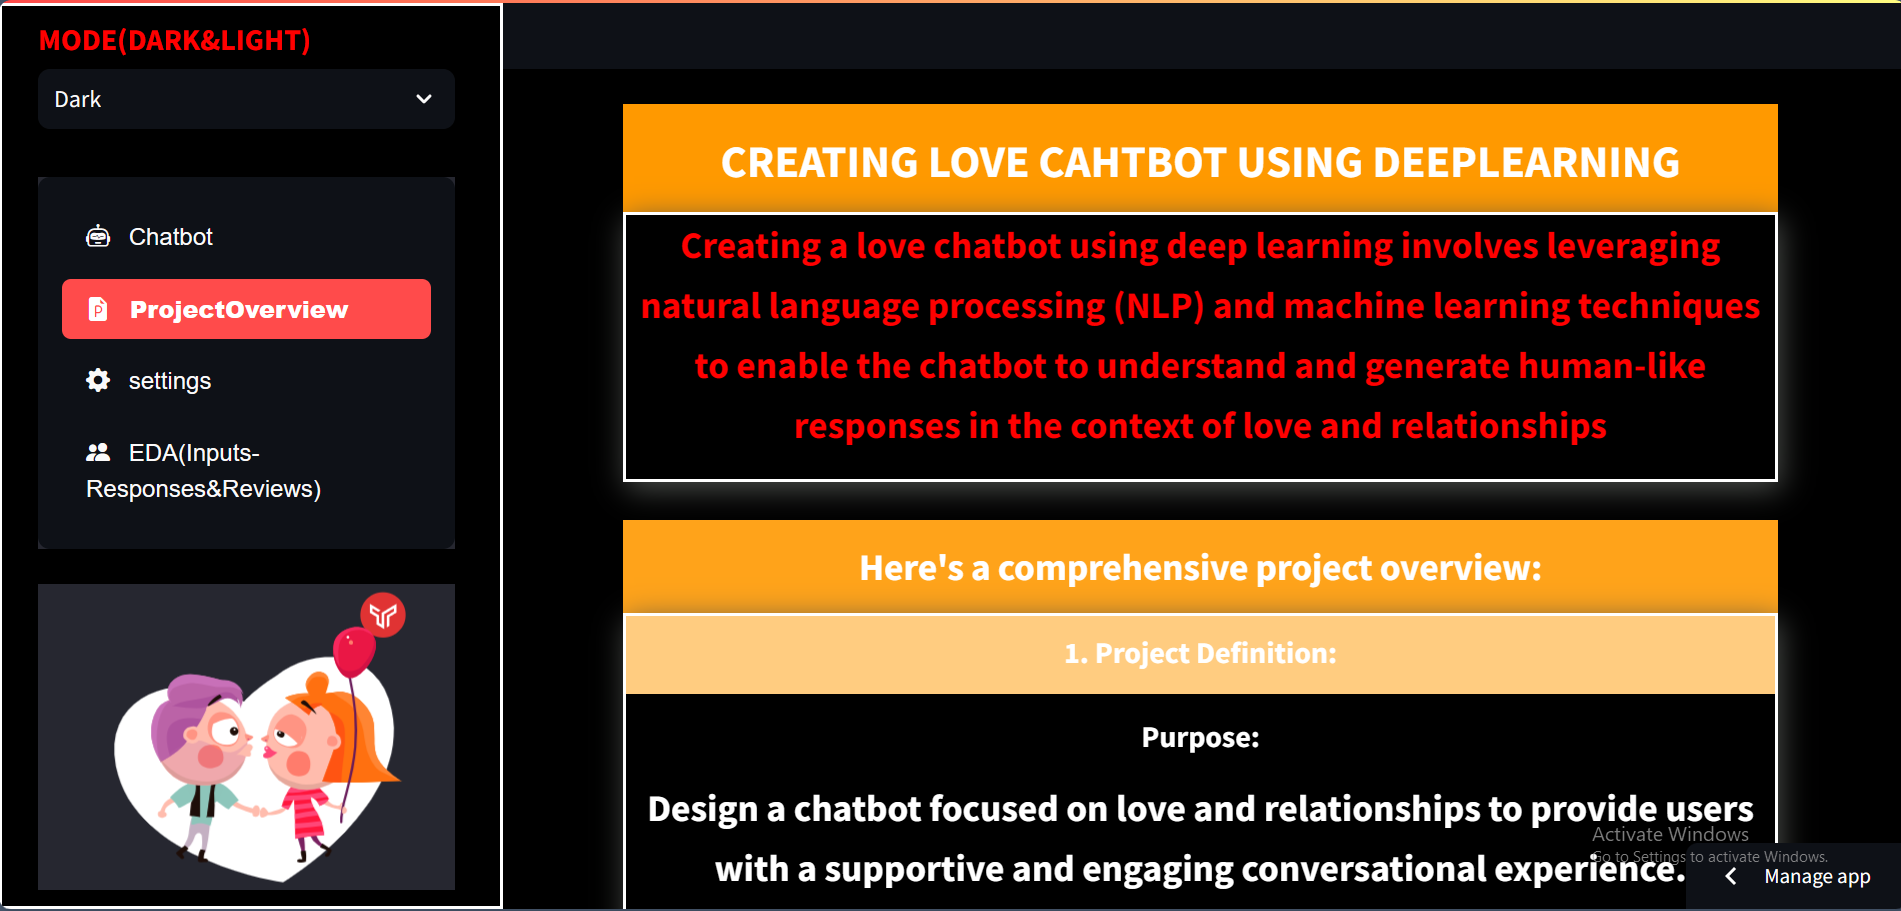 MODE(DARK&LIGHT)
Dark
Chatbot
ProjectOverview
settings
EDA(Inputs-
Responses&Reviews)
CREATING LOVE CAHTBOT USING DEEPLEARNING
Creating a love chatbot using deep learning involves leveraging
natural language processing (NLP) and machine learning techniques
to enable the chatbot to understand and generate human-like
responses in the context of love and relationships
Here's a comprehensive project overview:
1. Project Definition:
Purpose:
Design a chatbot focused on love and relationships to provide users
with a supportive and engaging conversational experience.
Activate Windows
Go to Settings to activate Windows.
Manage app